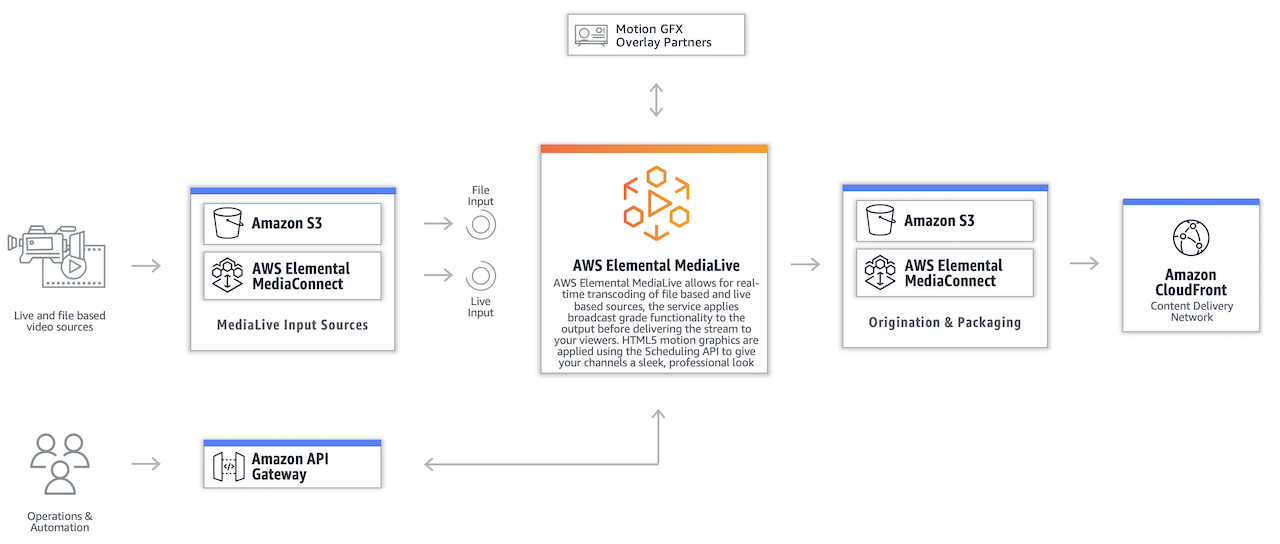 Motion GFX
Overlay Partners
Live and file based
video sources
Amazon S3
AWS Elemental
MediaConnect
MediaLive Input Sources
File
Input
Live
Input
AWS Elemental MediaLive
AWS Elemental MediaLive allows for real-
time transcoding of file based and live
based sources, the service applies
broadcast grade functionality to the
output before delivering the stream to
your viewers. HTML5 motion graphics are
applied using the Scheduling API to give
your channels a sleek, professional look
Amazon S3
AWS Elemental
MediaConnect
Origination & Packaging
Amazon
CloudFront
Content Delivery
Network
Operations &
Automation
Amazon API
Gateway